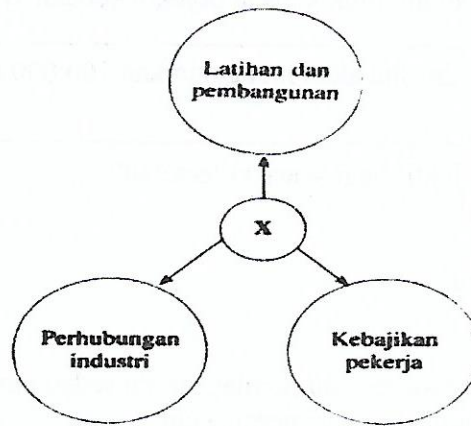 Latihan dan
pembangunan
X
Perhubungan
industri
Kebajikan
pekerja